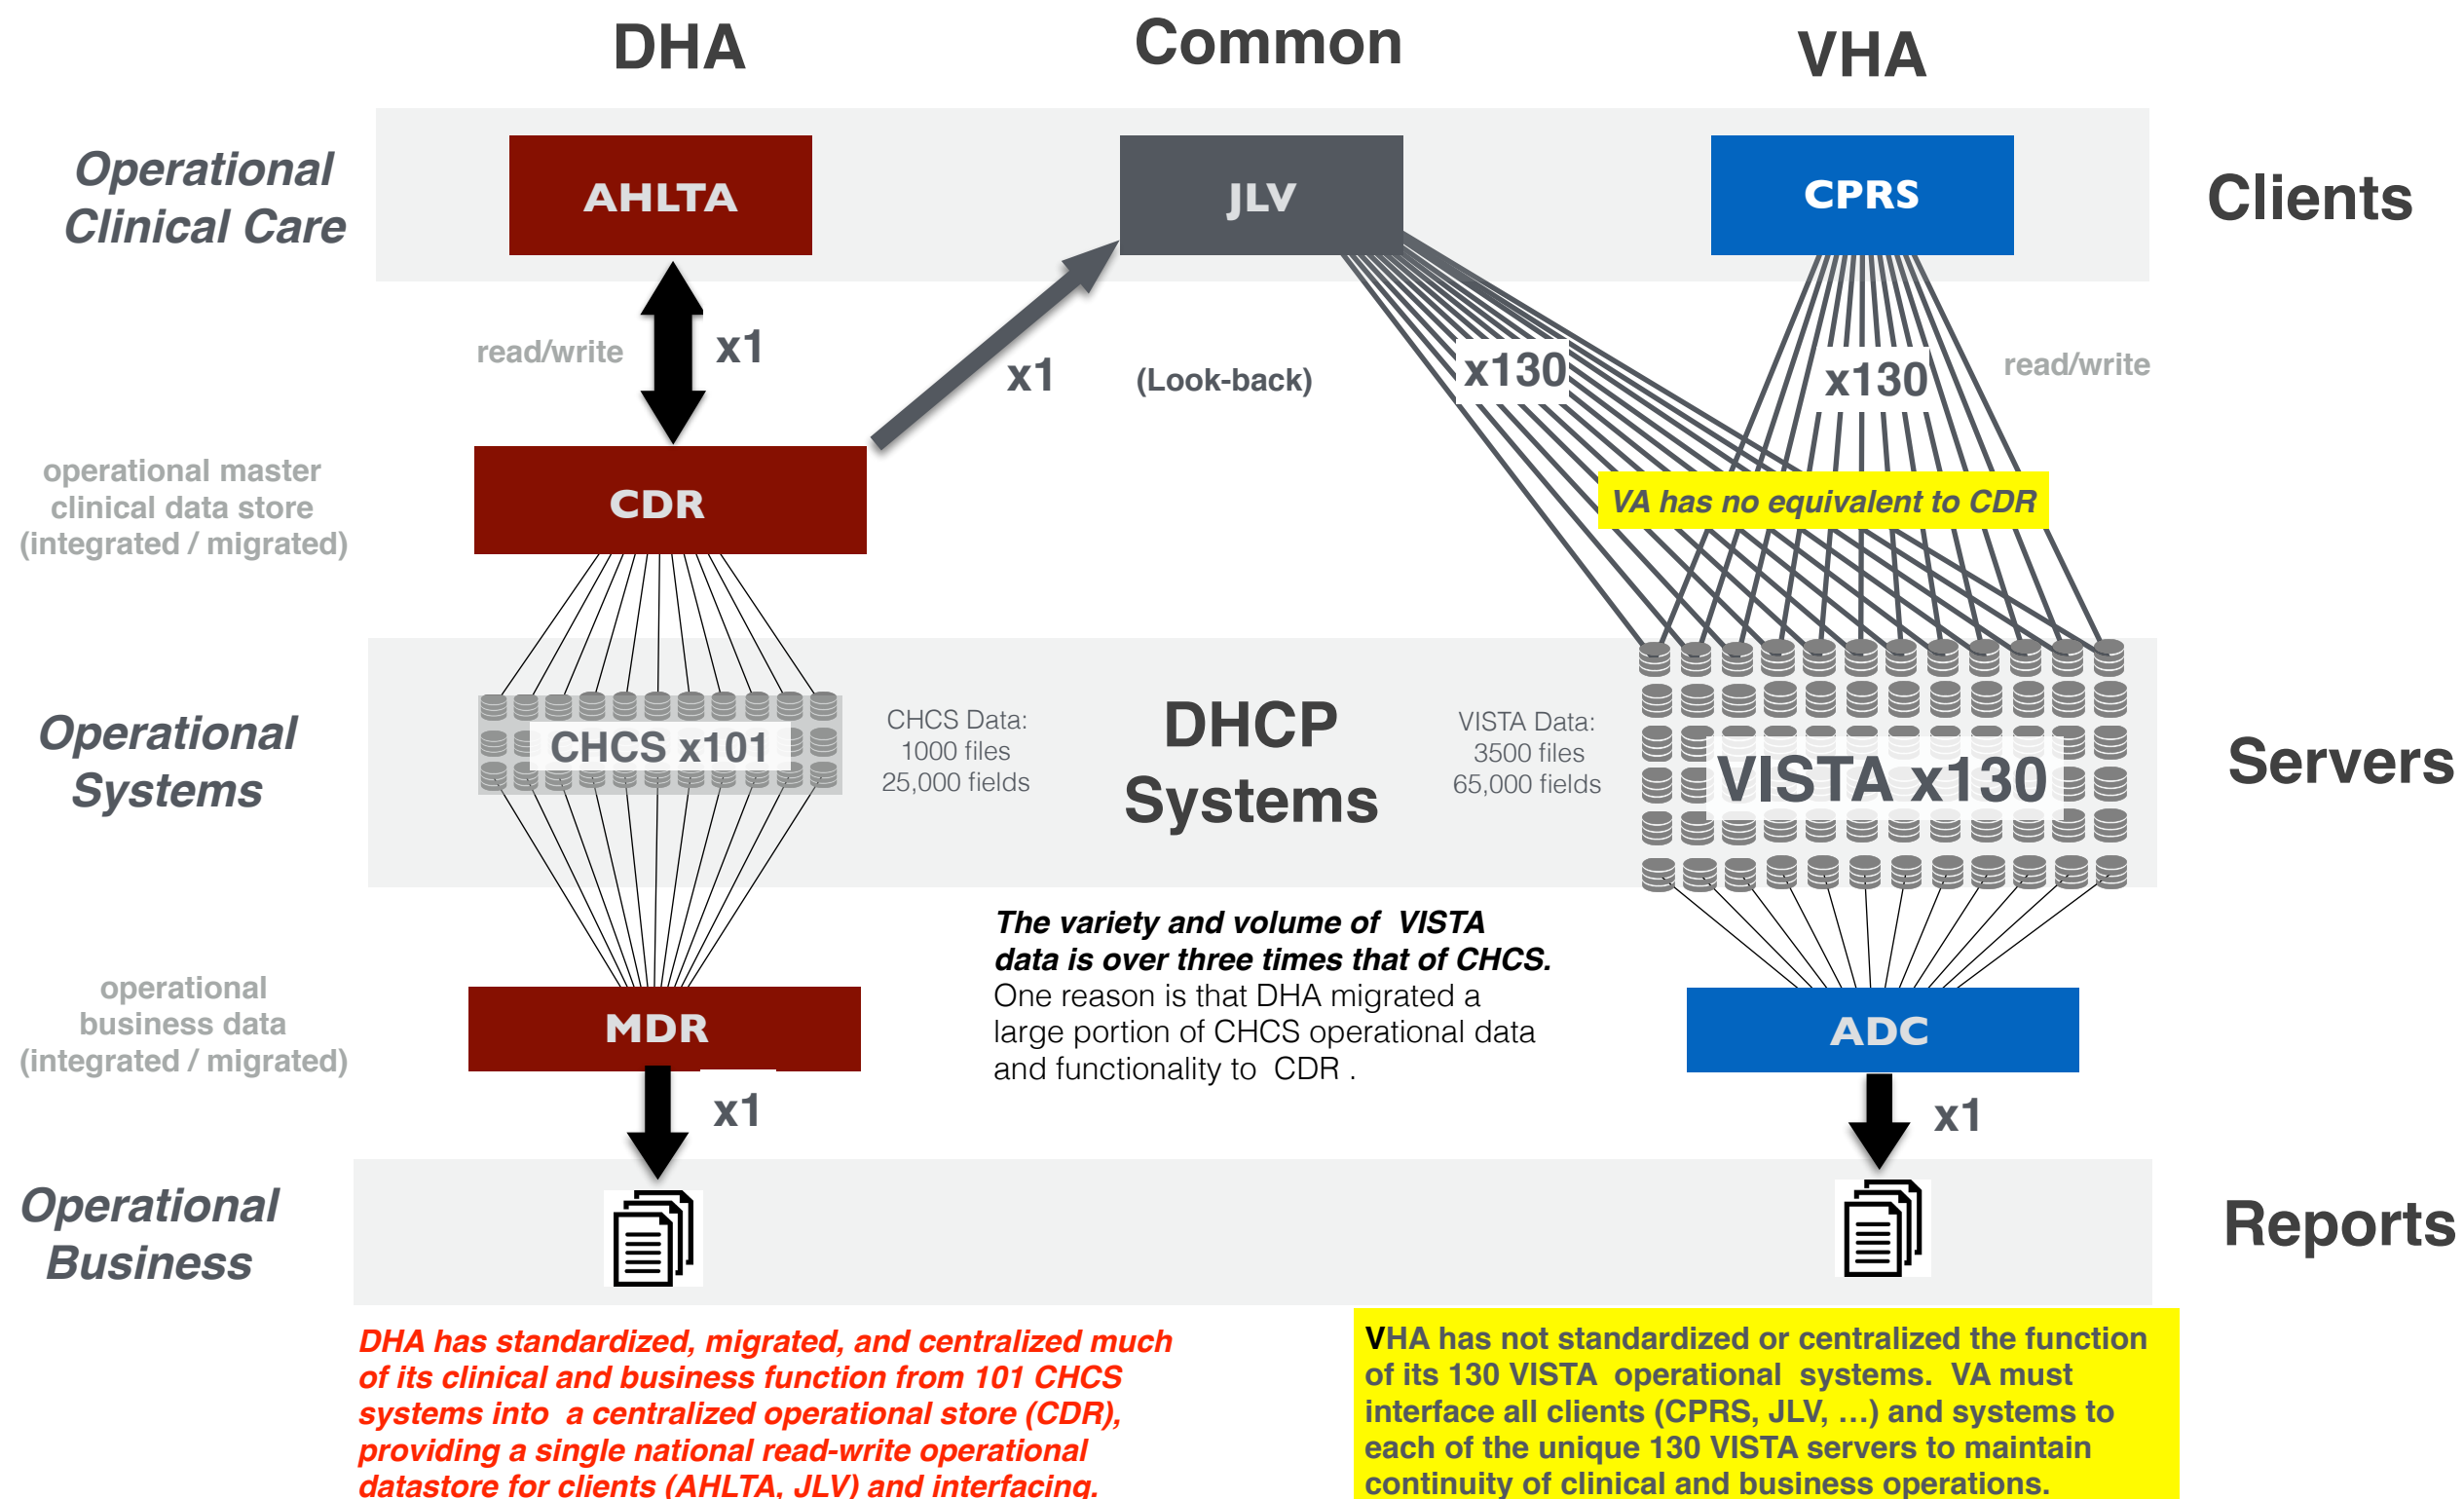 DHA
Common
VHA
Operational
Clinical Care
AHLTA
JLV
CPRS
Clients
read/write
x1
x1
(Look-back)
x130
x130
read/write
operational master
clinical data store
(integrated / migrated)
CDR
VA has no equivalent to CDR
Operational
Systems
CHCS x101
CHCS Data:
1000 files
25,000 fields
DHCP
Systems
VISTA Data:
3500 files
65,000 fields
VISTA x130
Servers
The variety and volume of VISTA
data is over three times that of CHCS.
One reason is that DHA migrated a
large portion of CHCS operational data
and functionality to CDR .
operational
business data
(integrated / migrated)
MDR
ADC
x1
x1
Operational
Business
Reports
DHA has standardized, migrated, and centralized much
of its clinical and business function from 101 CHCS
systems into a centralized operational store (CDR),
providing a single national read-write operational
datastore for clients (AHLTA, JLV) and interfacing.
VHA has not standardized or centralized the function
of its 130 VISTA operational systems. VA must
interface all clients (CPRS, JLV, …) and systems to
each of the unique 130 VISTA servers to maintain
continuity of clinical and business operations.